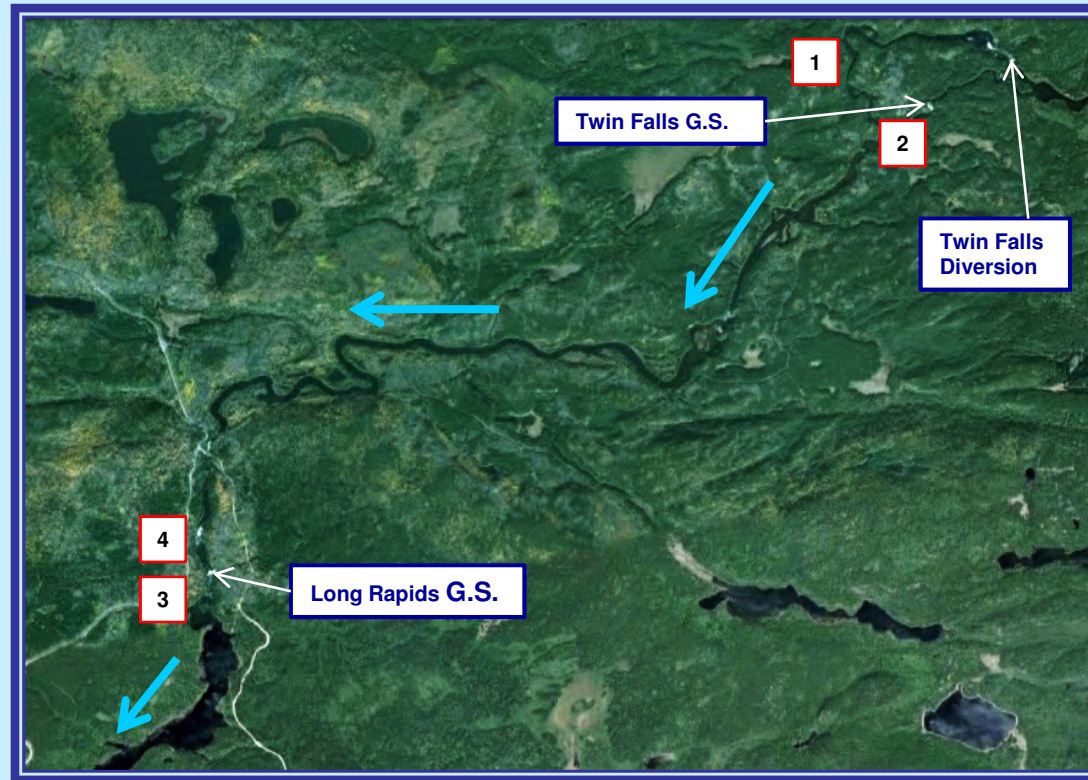 1
Twin Falls G.S.
2
Twin Falls
Diversion
4
Long Rapids G.S.
3